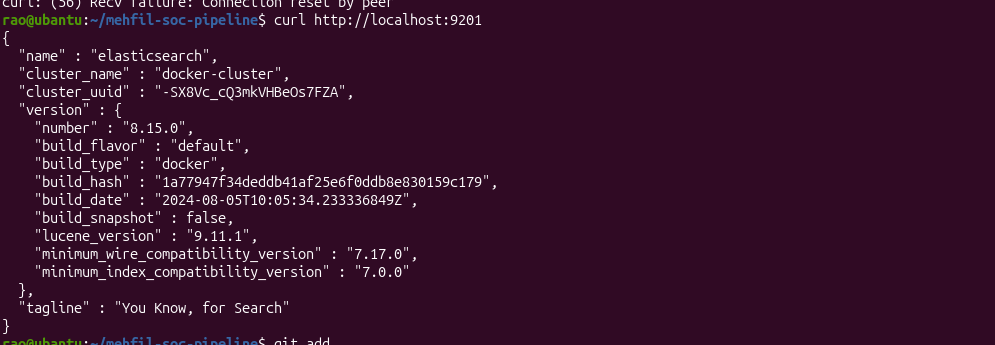 curl: (56) Recv failure: Connection reset by peer
rao@ubantu:~/mehfil-soc-pipeline$ curl http://localhost:9201
{
  "name" : "elasticsearch",
  "cluster_name" : "docker-cluster",
  "cluster_uuid" : "-SX8Vc_cQ3mkVHBeOs7FZA",
  "version" : {
    "number" : "8.15.0",
    "build_flavor" : "default",
    "build_type" : "docker",
    "build_hash" : "1a77947f34deddb41af25e6f0ddb8e830159c179",
    "build_date" : "2024-08-05T10:05:34.233336849Z",
    "build_snapshot" : false,
    "lucene_version" : "9.11.1",
    "minimum_wire_compatibility_version" : "7.17.0",
    "minimum_index_compatibility_version" : "7.0.0"
  },
  "tagline" : "You Know, for Search"
}
rao@ubantu:~/mehfil-soc-pipeline$ git add